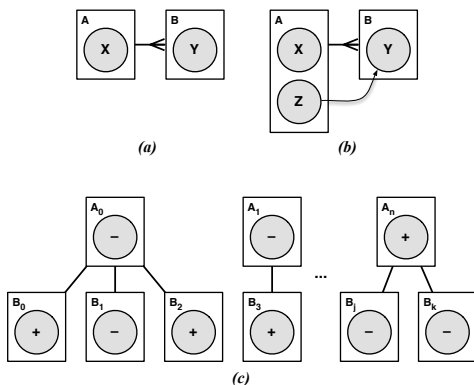 A B A B
X Y X Y
Z
(a) (b)
A0 A1 An
− − +
...
B0 B1 B2 B3 Bj Bk
+ − + + − −
(c)